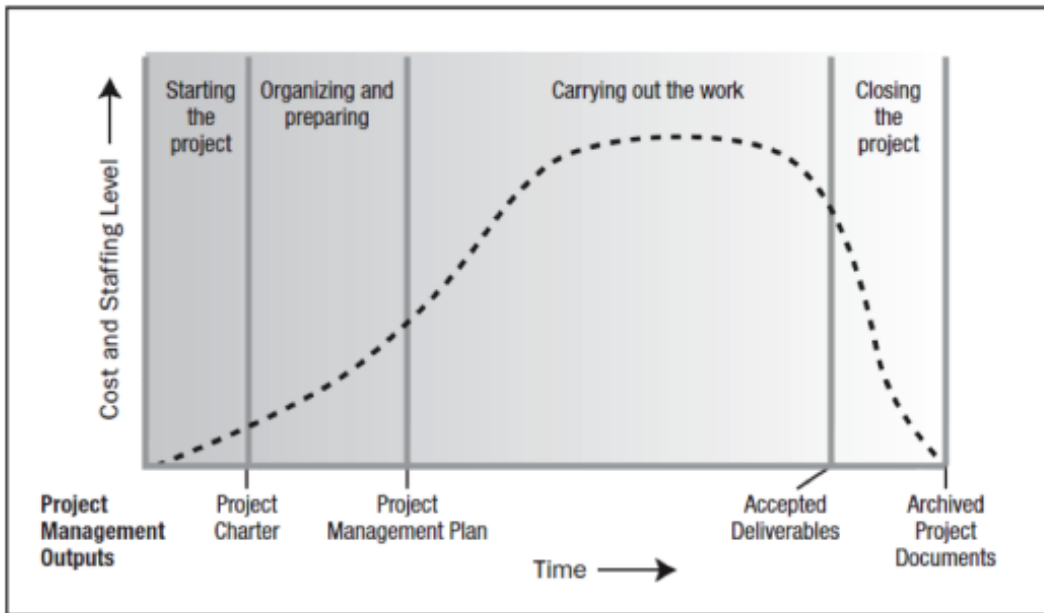 Starting
the
project
Organizing and
preparing
Carrying out the work
Closing
the
project
Cost and Staffing Level
Project
Management
Outputs
Project
Charter
Project
Management Plan
Accepted
Deliverables
Archived
Project
Documents
Time